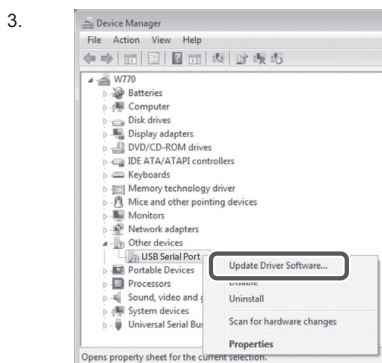 3.
Device Manager
File Action View Help
W770
Batteries
Computer
Disk drives
Display adapters
DVD/CD-ROM drives
IDE ATA/ATAPI controllers
Keyboards
Memory technology driver
Mice and other pointing devices
Monitors
Network adapters
Other devices
USB Serial Port
Update Driver Software...
Portable Devices
Disable
Processors
Sound, video and g
Uninstall
System devices
Scan for hardware changes
Universal Serial Bus
Properties
Opens property sheet for the current selection.